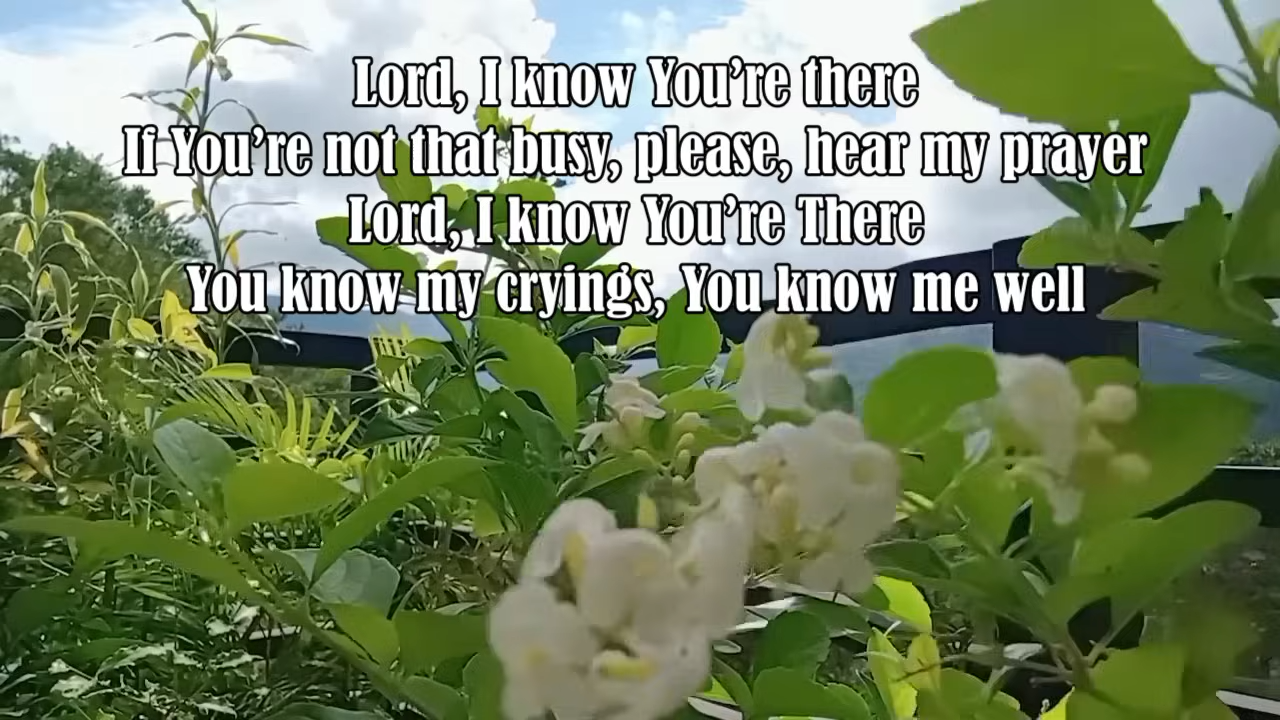 Lord, I know You’re there
If You’re not that busy, please, hear my prayer
Lord, I know You’re There
You know my cryings, You know me well